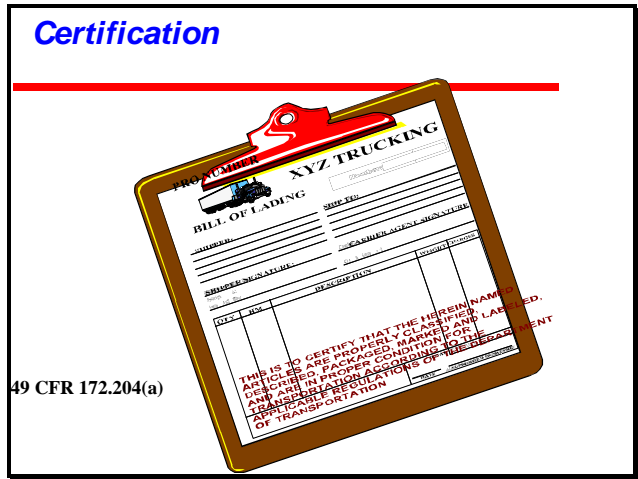 Certification
PRO NUMBER
XYZ TRUCKING
BILL OF LADING
SHIPPER:
SHIP TO:
SHIPPER SIGNATURE:
CARRIER AGENT SIGNATURE
QTY HM DESCRIPTION WEIGHT
THIS IS TO CERTIFY THAT THE HEREIN NAMED
ARTICLES ARE PROPERLY CLASSIFIED,
DESCRIBED, PACKAGED, MARKED AND LABELED,
AND ARE IN PROPER CONDITION FOR
TRANSPORTATION ACCORDING TO THE
APPLICABLE REGULATIONS OF THE DEPARTMENT
OF TRANSPORTATION
49 CFR 172.204(a)